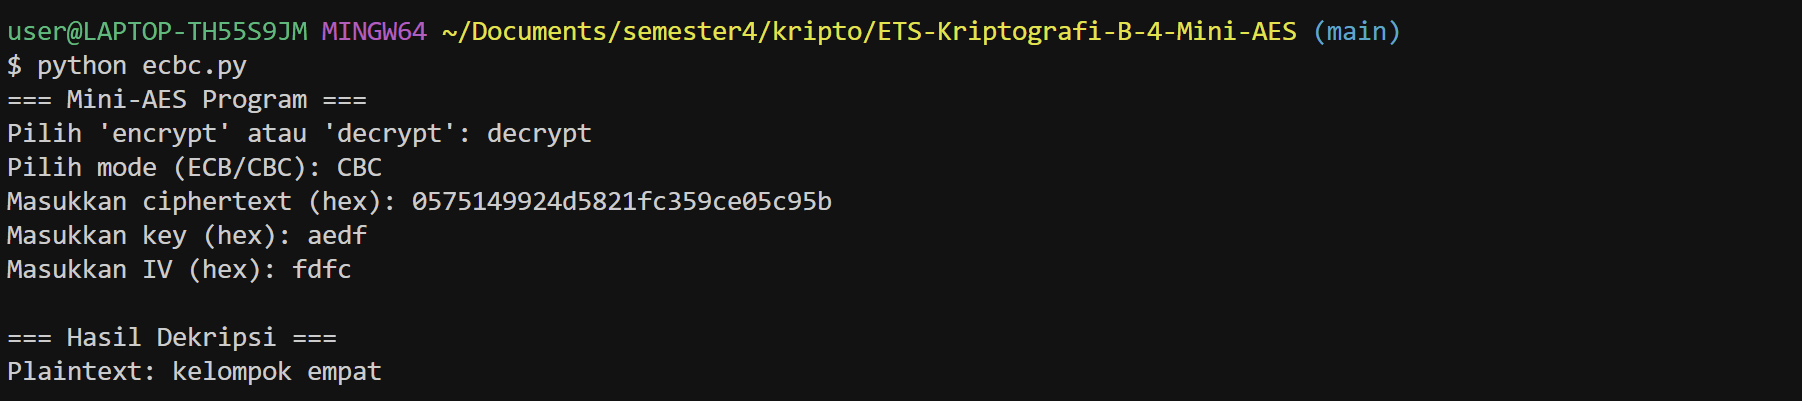 user@LAPTOP-TH55S9JM MINGW64 ~/Documents/semester4/kripto/ETS-Kriptografi-B-4-Mini-AES (main)
$ python ecbc.py
=== Mini-AES Program ===
Pilih 'encrypt' atau 'decrypt': decrypt
Pilih mode (ECB/CBC): CBC
Masukkan ciphertext (hex): 0575149924d5821fc359ce05c95b
Masukkan key (hex): aedf
Masukkan IV (hex): fdfc
=== Hasil Dekripsi ===
Plaintext: kelompok empat